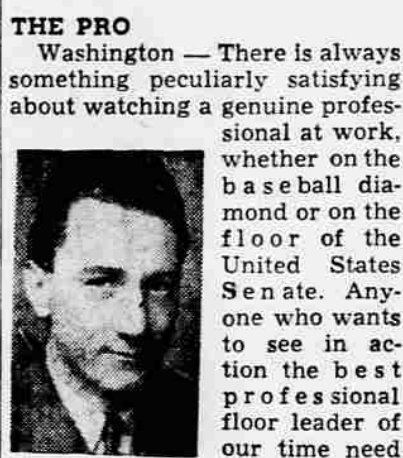 THE PRO
Washington — There is always
something peculiarly satisfying
about watching a genuine profes-
sional at work,
whether on the
baseball dia-
mond or on the
floor of the
United States
Senate. Any-
one who wants
to see in ac-
tion the best
professional
floor leader of
our time need